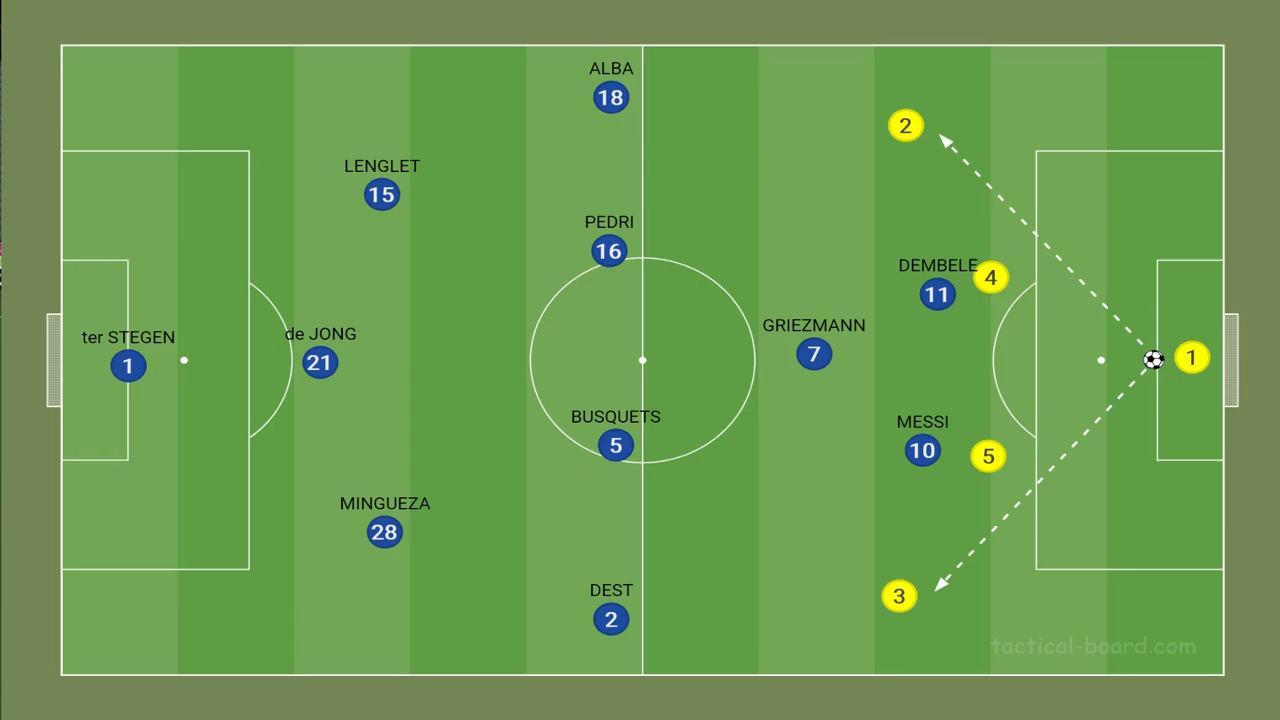 ALBA
18
2
LENGLET
15
PEDRI
16
DEMBELE
11
4
ter STEGEN
1
de JONG
21
GRIEZMANN
7
1
BUSQUETS
5
MESSI
10
5
MINGUEZA
28
DEST
2
3
tactical-board.com